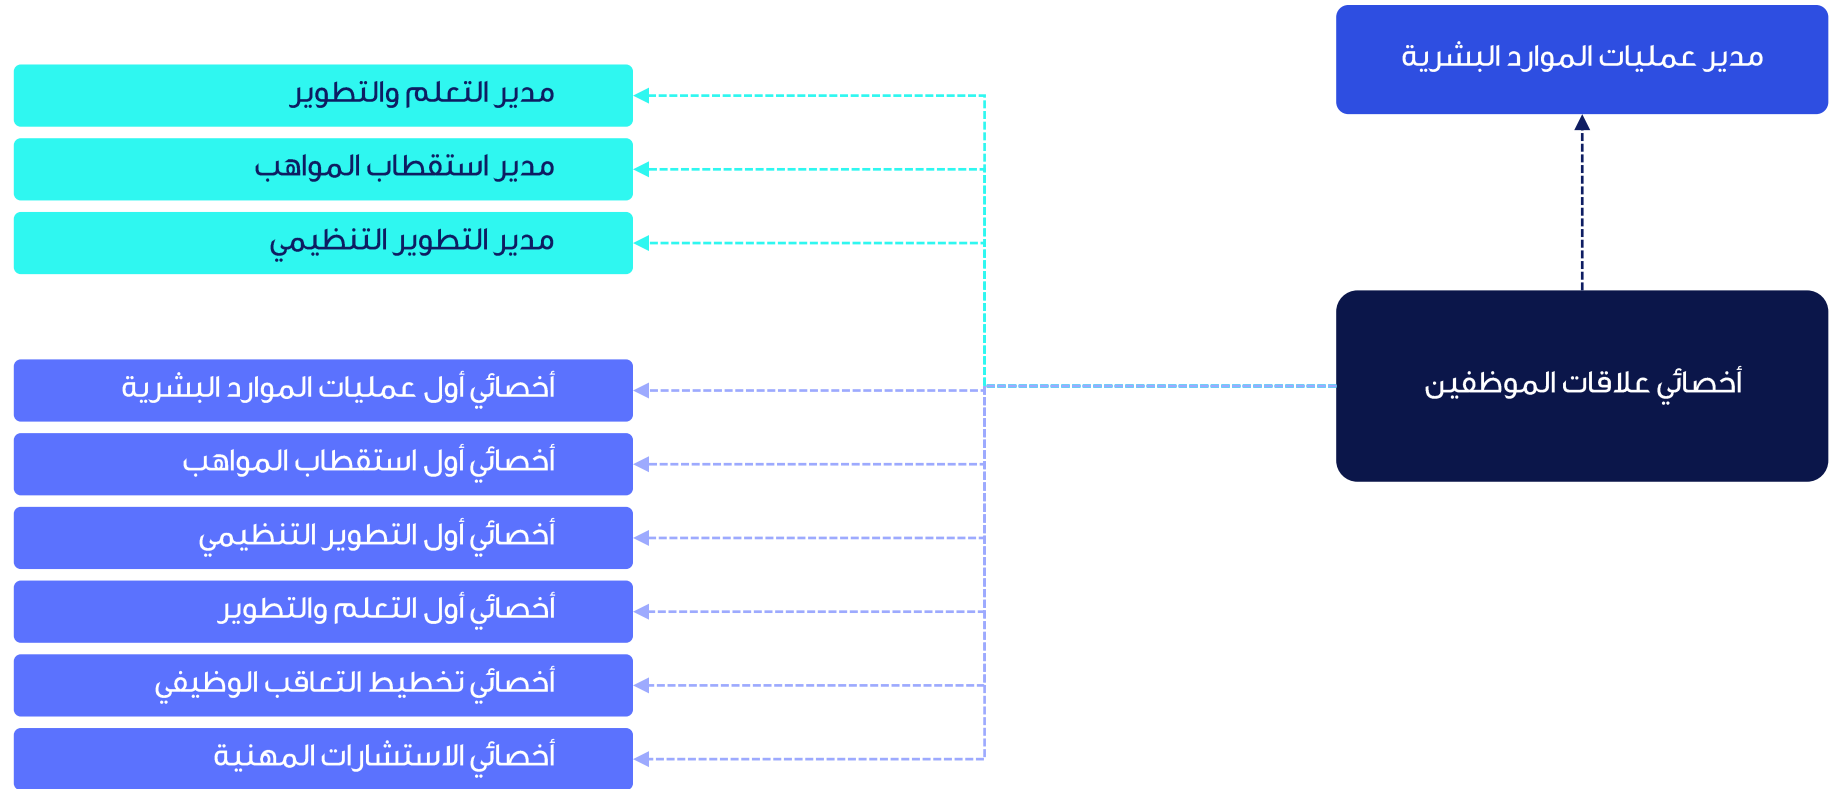 مدير عمليات الموارد البشرية
أخصائي علاقات الموظفين
مدير التعلم والتطوير
مدير استقطاب المواهب
مدير التطوير التنظيمي
أخصائي أول عمليات الموارد البشرية
أخصائي أول استقطاب المواهب
أخصائي أول التطوير التنظيمي
أخصائي أول التعلم والتطوير
أخصائي تخطيط التعاقب الوظيفي
أخصائي الاستشارات المهنية